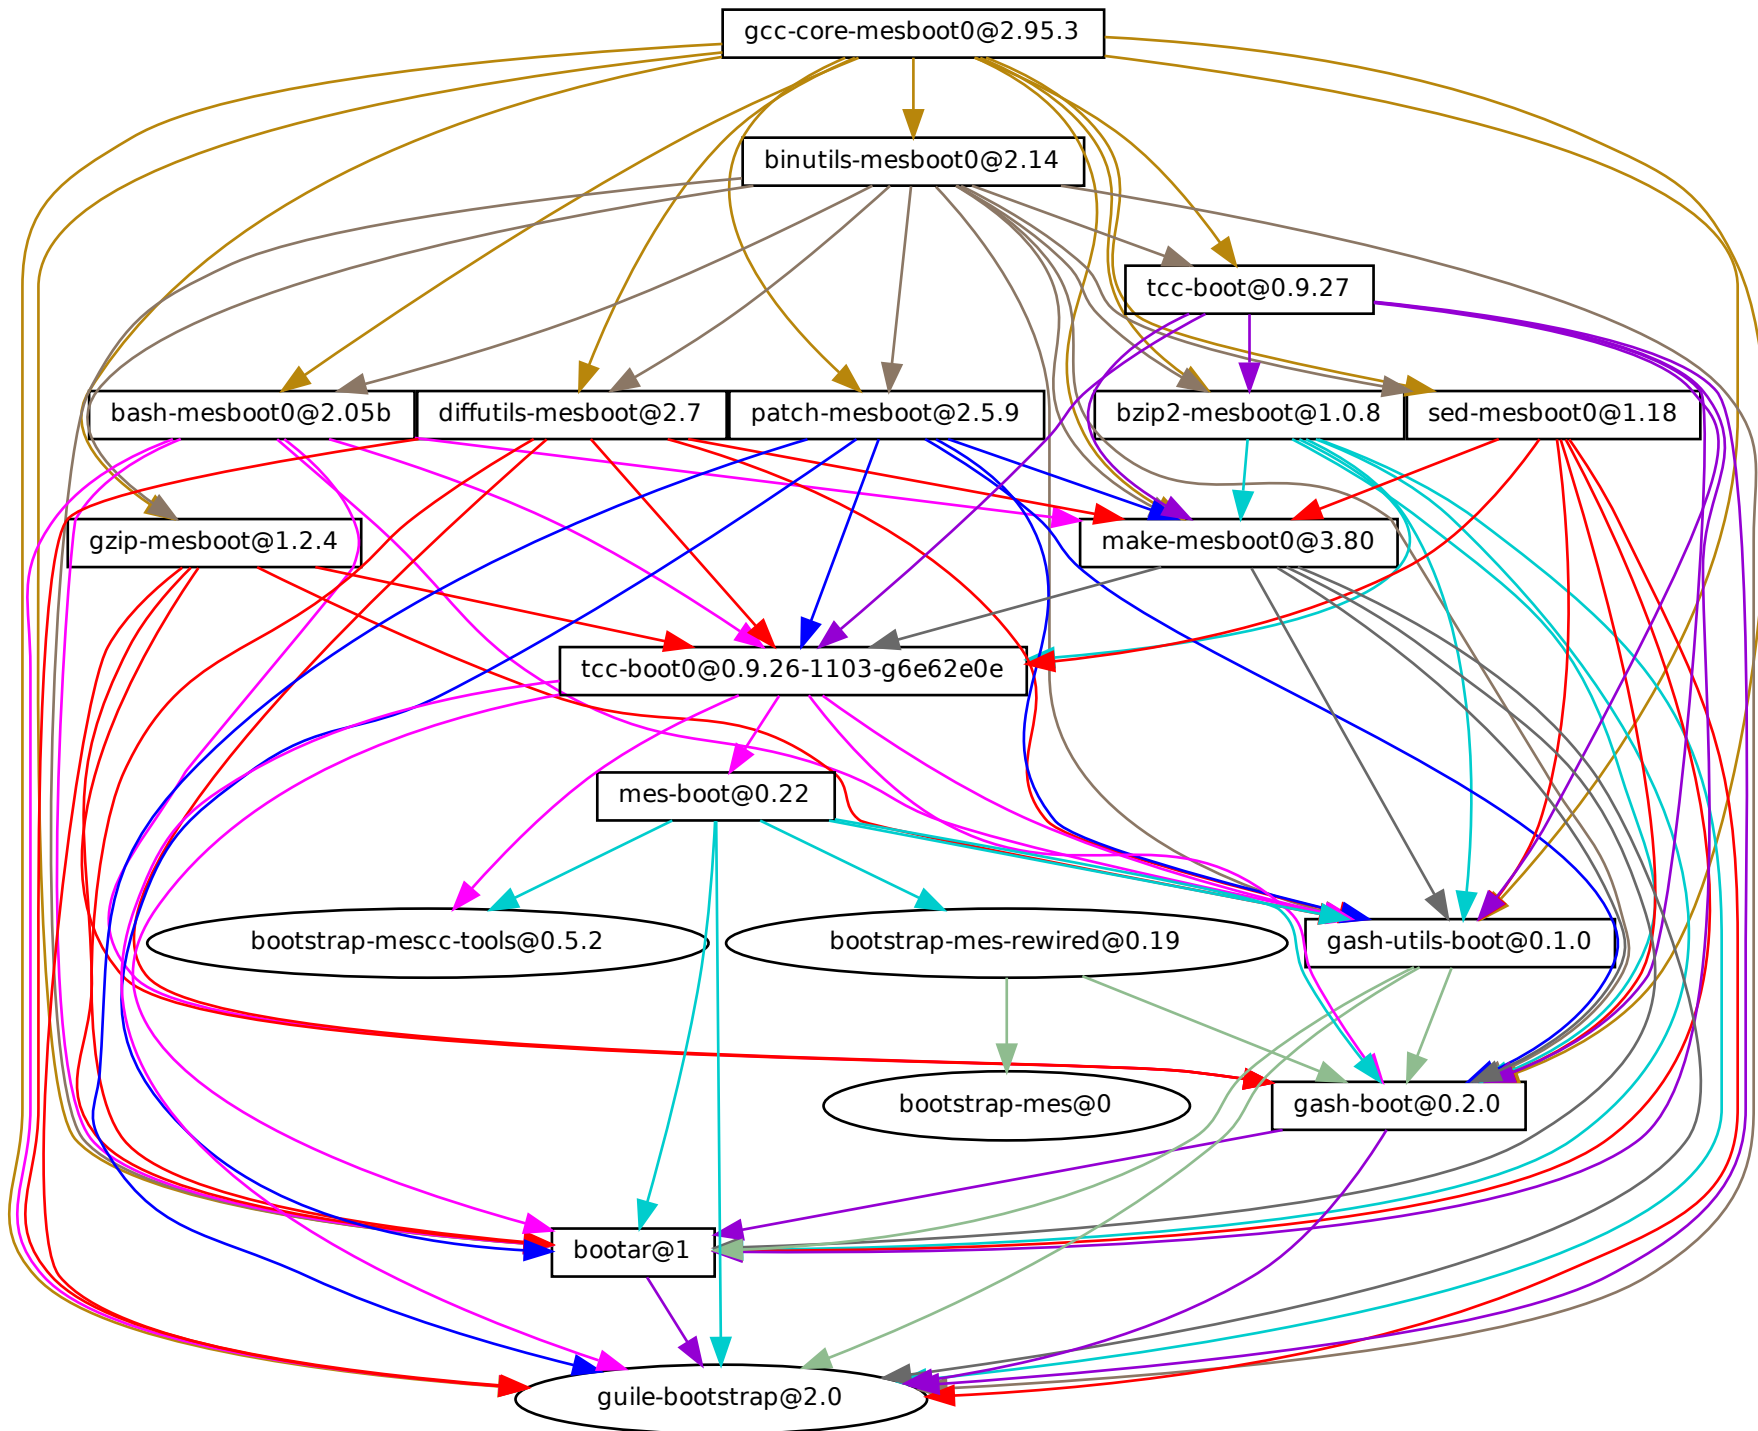 gcc-core-mesboot0@2.95.3
binutils-mesboot0@2.14
tcc-boot@0.9.27
bash-mesboot0@2.05b
diffutils-mesboot@2.7
patch-mesboot@2.5.9
bzip2-mesboot@1.0.8
sed-mesboot0@1.18
gzip-mesboot@1.2.4
make-mesboot0@3.80
tcc-boot0@0.9.26-1103-g6e62e0e
mes-boot@0.22
bootstrap-mescc-tools@0.5.2
bootstrap-mes-rewired@0.19
gash-utils-boot@0.1.0
bootstrap-mes@0
gash-boot@0.2.0
bootar@1
guile-bootstrap@2.0